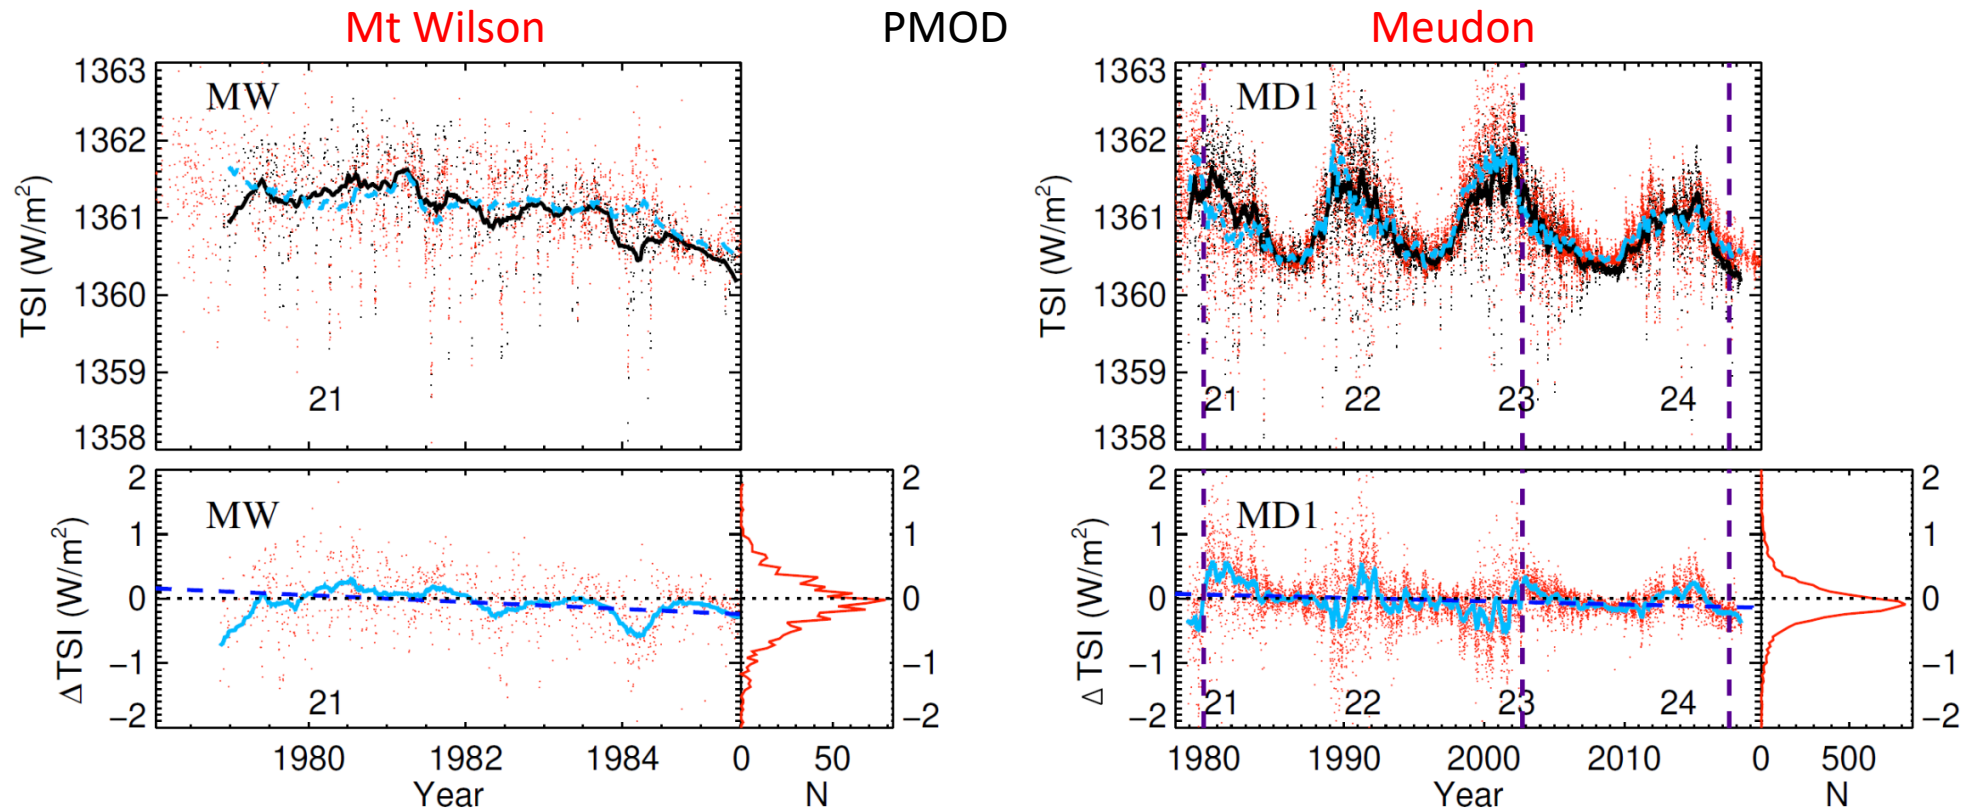 Mt Wilson
PMOD
Meudon
MW
TSI (W/m²)
1363
1362
1361
1360
1359
1358
21
MD1
TSI (W/m²)
1363
1362
1361
1360
1359
1358
21 22 23 24
MW
Δ TSI (W/m²)
2
1
0
−1
−2
21
2
1
0
−1
−2
1980 1982 1984 0 50
Year N
MD1
Δ TSI (W/m²)
2
1
0
−1
−2
21 22 23 24
2
1
0
−1
−2
1980 1990 2000 2010 0 500
Year N